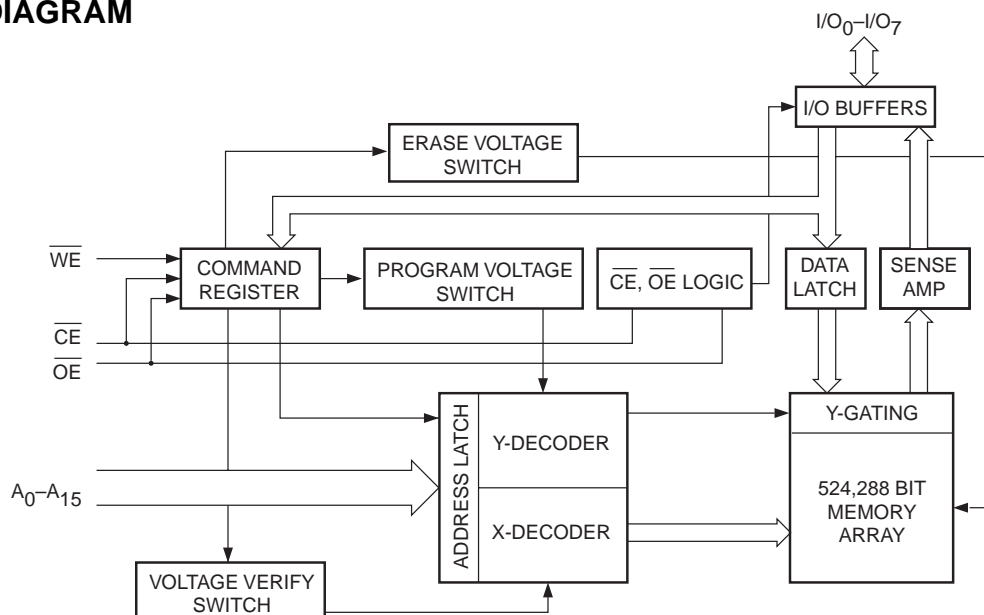 DIAGRAM
I/O0–I/O7
I/O BUFFERS
ERASE VOLTAGE
SWITCH
WE
CE
OE
COMMAND
REGISTER
PROGRAM VOLTAGE
SWITCH
CE, OE LOGIC
DATA
LATCH
SENSE
AMP
ADDRESS LATCH
Y-DECODER
X-DECODER
Y-GATING
524,288 BIT
MEMORY
ARRAY
A0–A15
VOLTAGE VERIFY
SWITCH